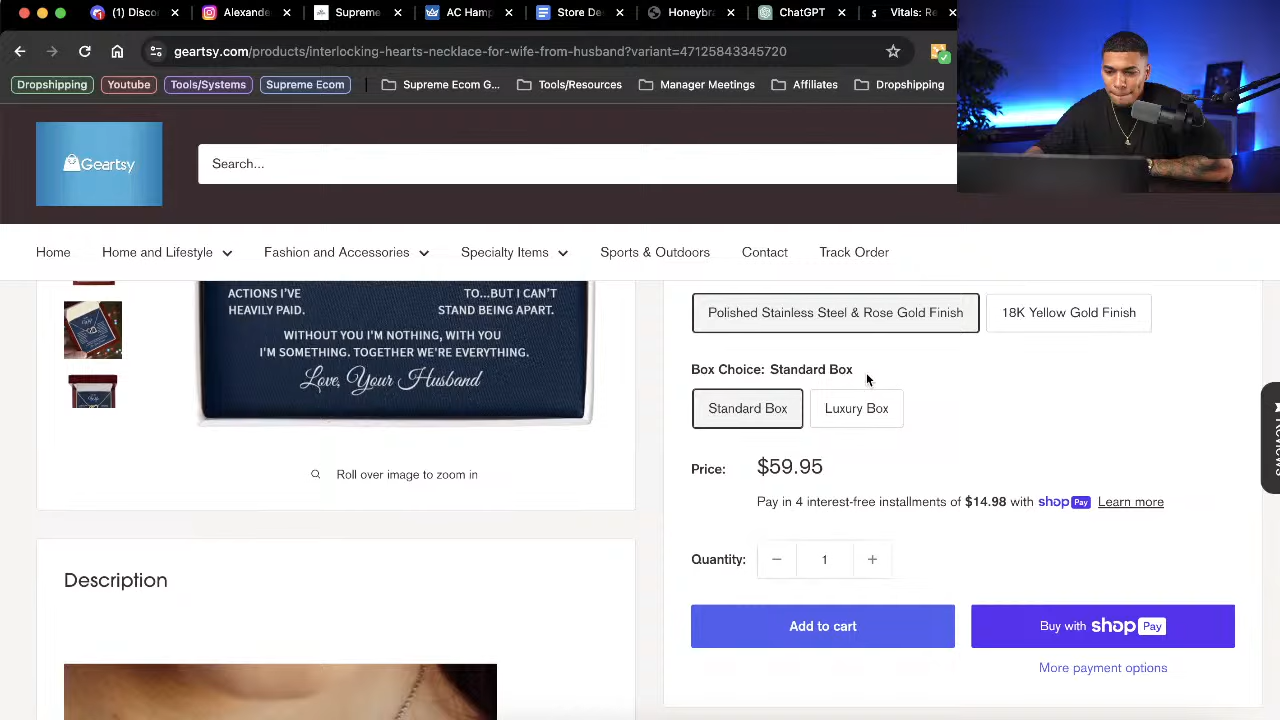 (1) Discor
Alexande
Supreme
AC Hamp
Store De
Honeybra
ChatGPT
Vitals: Re
geartsy.com/products/interlocking-hearts-necklace-for-wife-from-husband?variant=47125843345720
Dropshipping
Youtube
Tools/Systems
Supreme Ecom
Supreme Ecom G...
Tools/Resources
Manager Meetings
Affiliates
Dropshipping
Geartsy
Search...
Home
Home and Lifestyle
Fashion and Accessories
Specialty Items
Sports & Outdoors
Contact
Track Order
ACTIONS I'VE
HEAVILY PAID.
TO...BUT I CAN'T
STAND BEING APART.
WITHOUT YOU I'M NOTHING, WITH YOU
I'M SOMETHING. TOGETHER WE'RE EVERYTHING.
Love, Your Husband
Roll over image to zoom in
Description
Polished Stainless Steel & Rose Gold Finish
18K Yellow Gold Finish
Box Choice: Standard Box
Standard Box
Luxury Box
Price: $59.95
Pay in 4 interest-free installments of $14.98 with shop Pay Learn more
Quantity: − 1 +
Add to cart
Buy with shop Pay
More payment options
Reviews